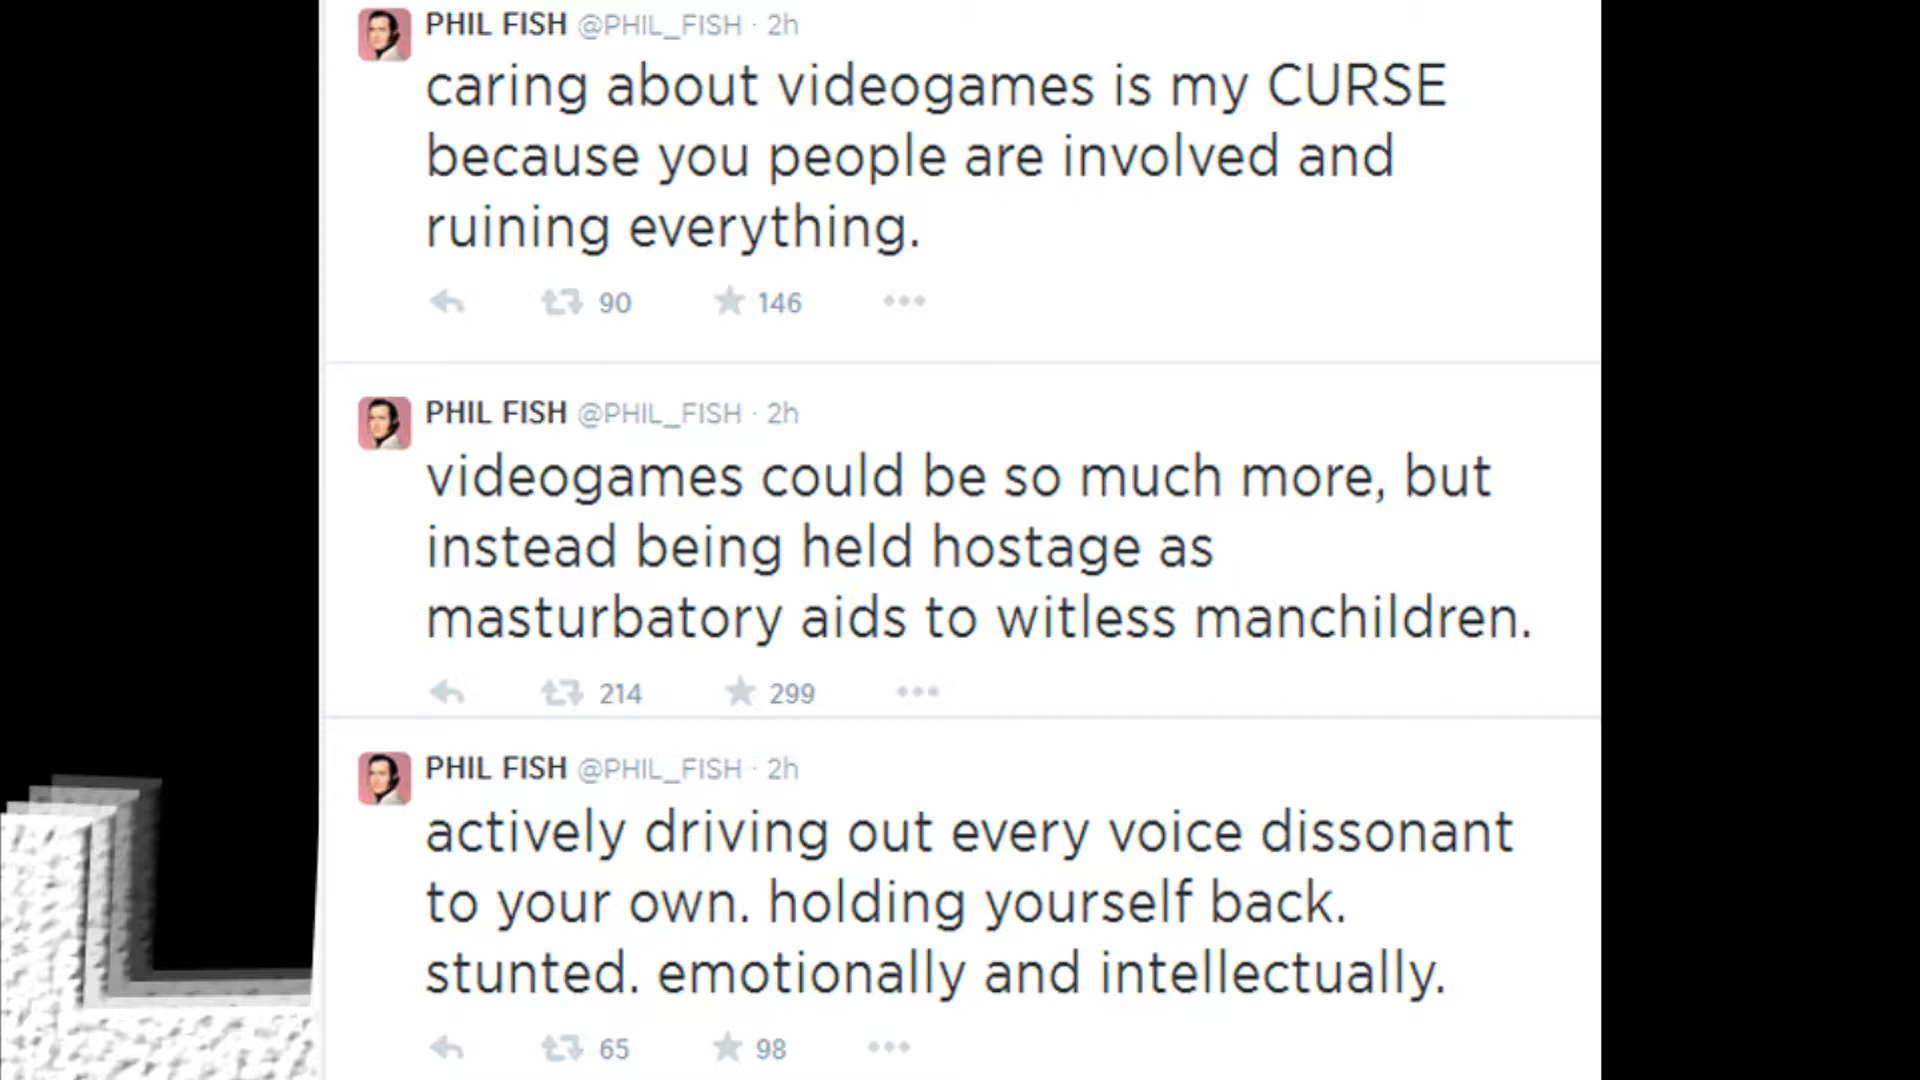 PHIL FISH @PHIL_FISH · 2h
caring about videogames is my CURSE
because you people are involved and
ruining everything.
90 146
PHIL FISH @PHIL_FISH · 2h
videogames could be so much more, but
instead being held hostage as
masturbatory aids to witless manchildren.
214 299
PHIL FISH @PHIL_FISH · 2h
actively driving out every voice dissonant
to your own. holding yourself back.
stunted. emotionally and intellectually.
65 98